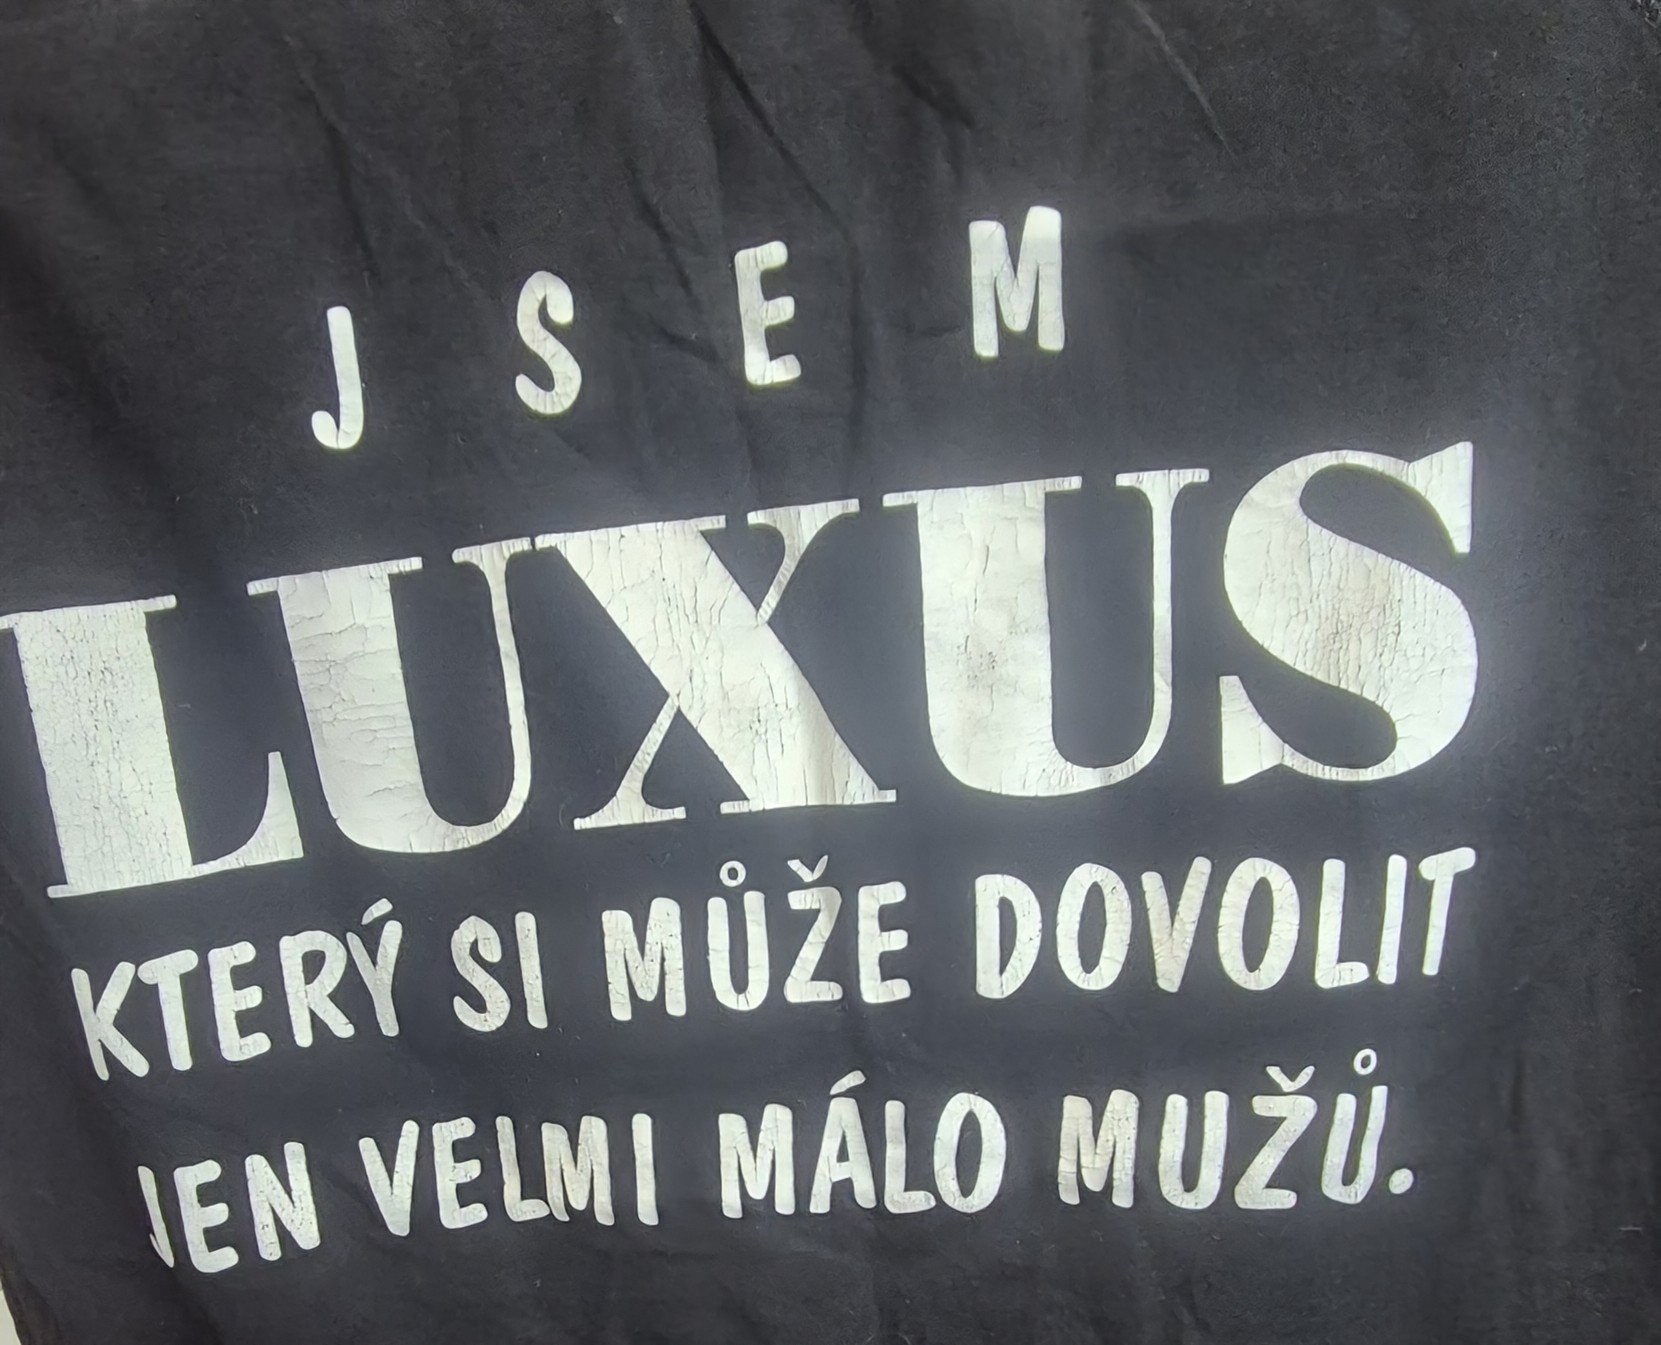 JSEM
LUXUS
KTERÝ SI MŮŽE DOVOLIT
JEN VELMI MÁLO MUŽŮ.